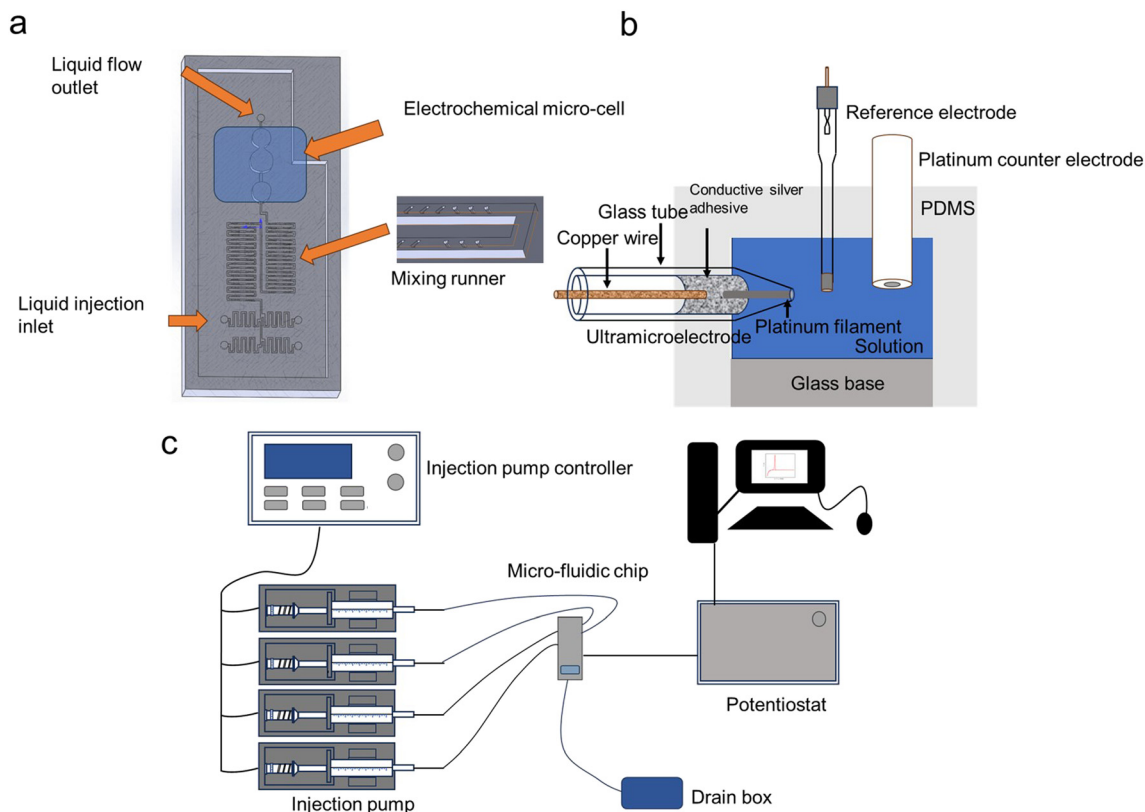 a
Liquid flow
outlet
Electrochemical micro-cell
Mixing runner
Liquid injection
inlet
b
Reference electrode
Platinum counter electrode
Conductive silver
adhesive
PDMS
Glass tube
Copper wire
Ultramicroelectrode
Platinum filament
Solution
Glass base
c
Injection pump controller
Micro-fluidic chip
Potentiostat
Injection pump
Drain box